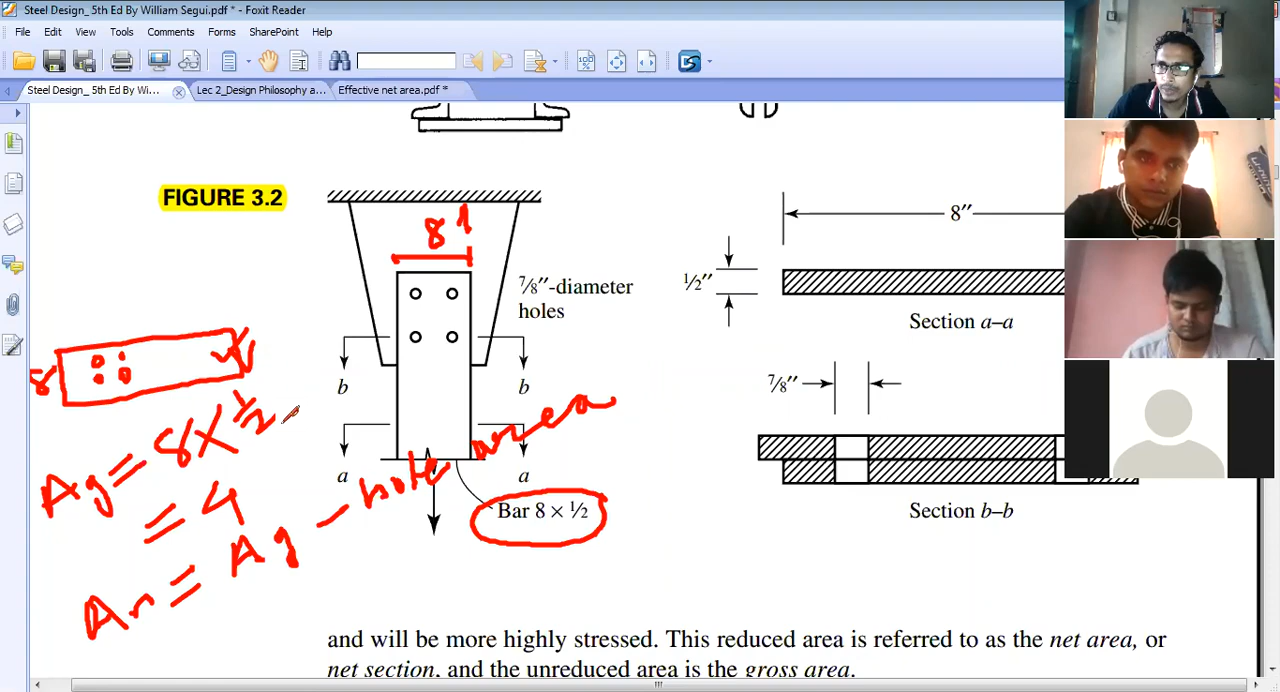 Steel Design_ 5th Ed By William Segui.pdf * - Foxit Reader
File Edit View Tools Comments Forms SharePoint Help
Steel Design_ 5th Ed By Wi... Lec 2_Design Philosophy a... Effective net area.pdf *
FIGURE 3.2
8"
8"
7/8"-diameter
holes
1/2"
Section a–a
b b
7/8"
8
Ag = 8 × 1/2
a a
= 4
Bar 8 × 1/2
Section b–b
An = Ag – hole area
and will be more highly stressed. This reduced area is referred to as the net area, or
net section, and the unreduced area is the gross area.